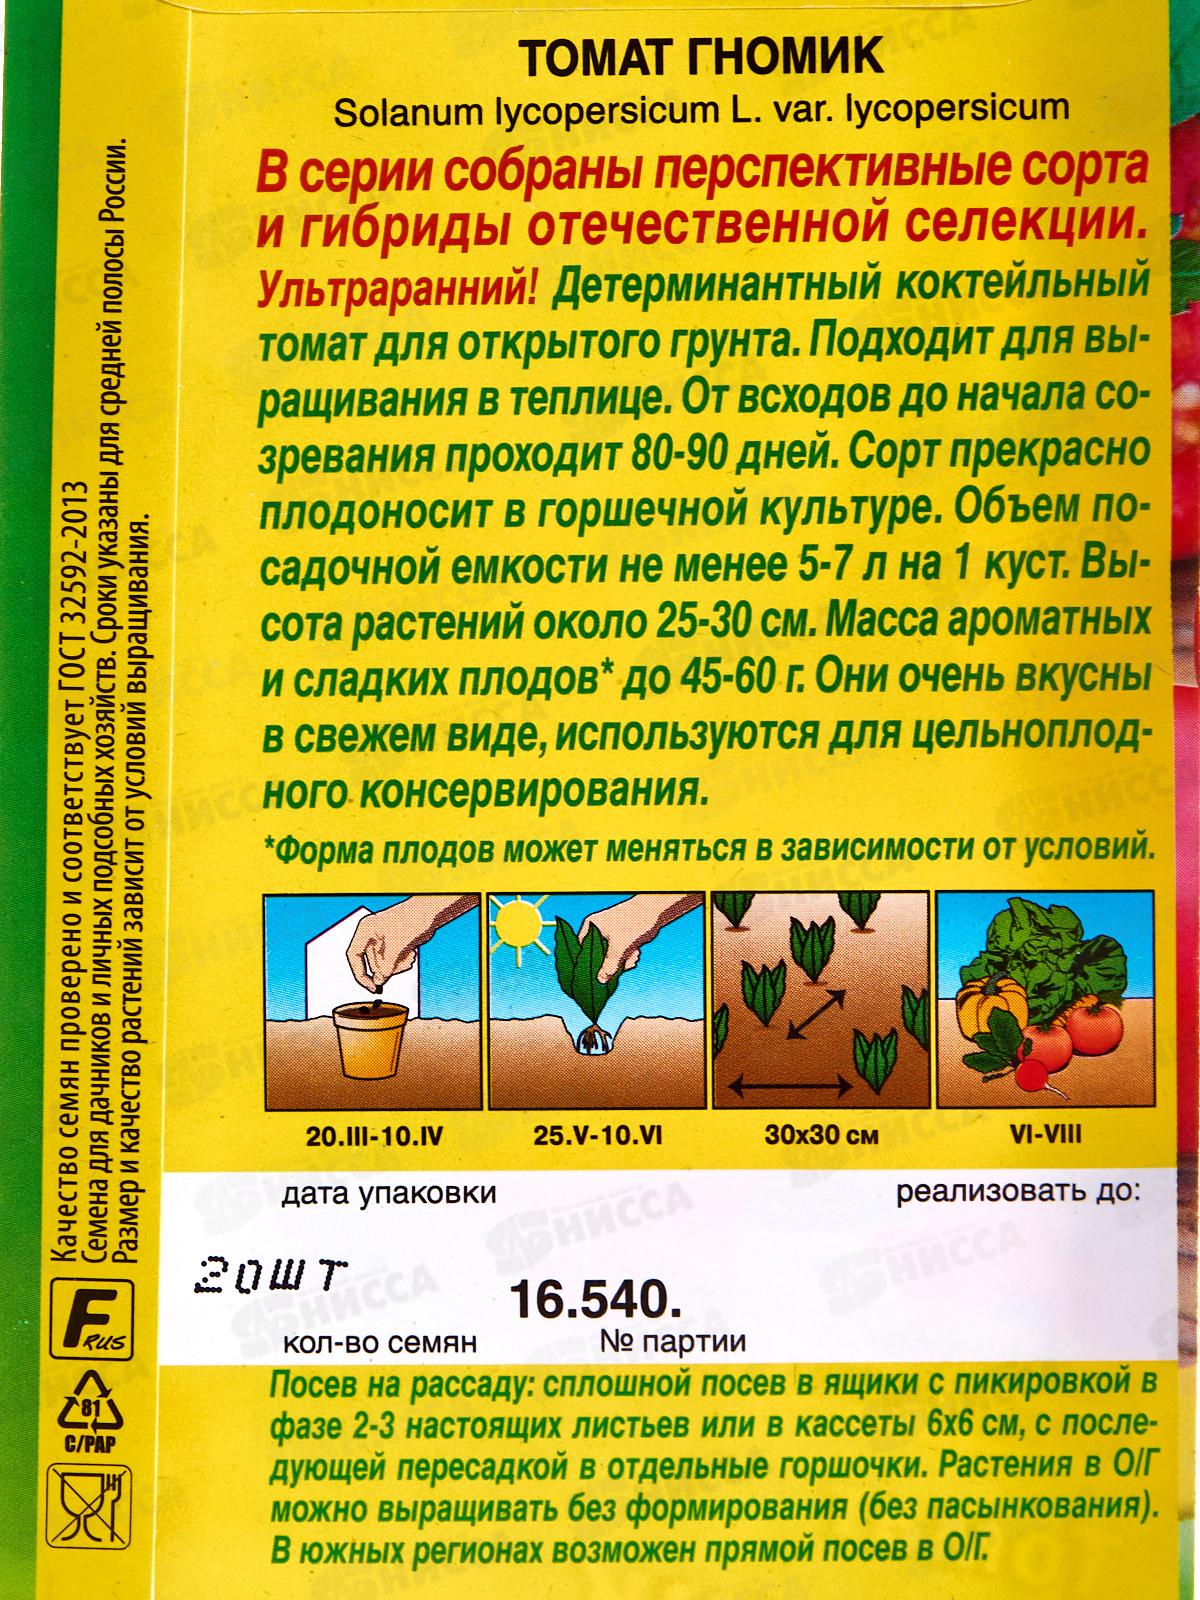 ТОМАТ ГНОМИК
Solanum lycopersicum L. var. lycopersicum
В серии собраны перспективные сорта
и гибриды отечественной селекции.
Ультраранний! Детерминантный коктейльный
томат для открытого грунта. Подходит для вы-
ращивания в теплице. От всходов до начала со-
зревания проходит 80-90 дней. Сорт прекрасно
плодоносит в горшечной культуре. Объем по-
садочной емкости не менее 5-7 л на 1 куст. Вы-
сота растений около 25-30 см. Масса ароматных
и сладких плодов* до 45-60 г. Они очень вкусны
в свежем виде, используются для цельноплод-
ного консервирования.
*Форма плодов может меняться в зависимости от условий.
20.III-10.IV
25.V-10.VI
30x30 см
VI-VIII
дата упаковки
реализовать до:
20ШТ
16.540.
кол-во семян
№ партии
Посев на рассаду: сплошной посев в ящики с пикировкой в
фазе 2-3 настоящих листьев или в кассеты 6х6 см, с после-
дующей пересадкой в отдельные горшочки. Растения в О/Г
можно выращивать без формирования (без пасынкования).
В южных регионах возможен прямой посев в О/Г.
Качество семян проверено и соответствует ГОСТ 32592-2013
Семена для дачников и личных подсобных хозяйств. Сроки указаны для средней полосы России.
Размер и качество растений зависит от условий выращивания.
F RUS
81
C/PAP
АБНИССА